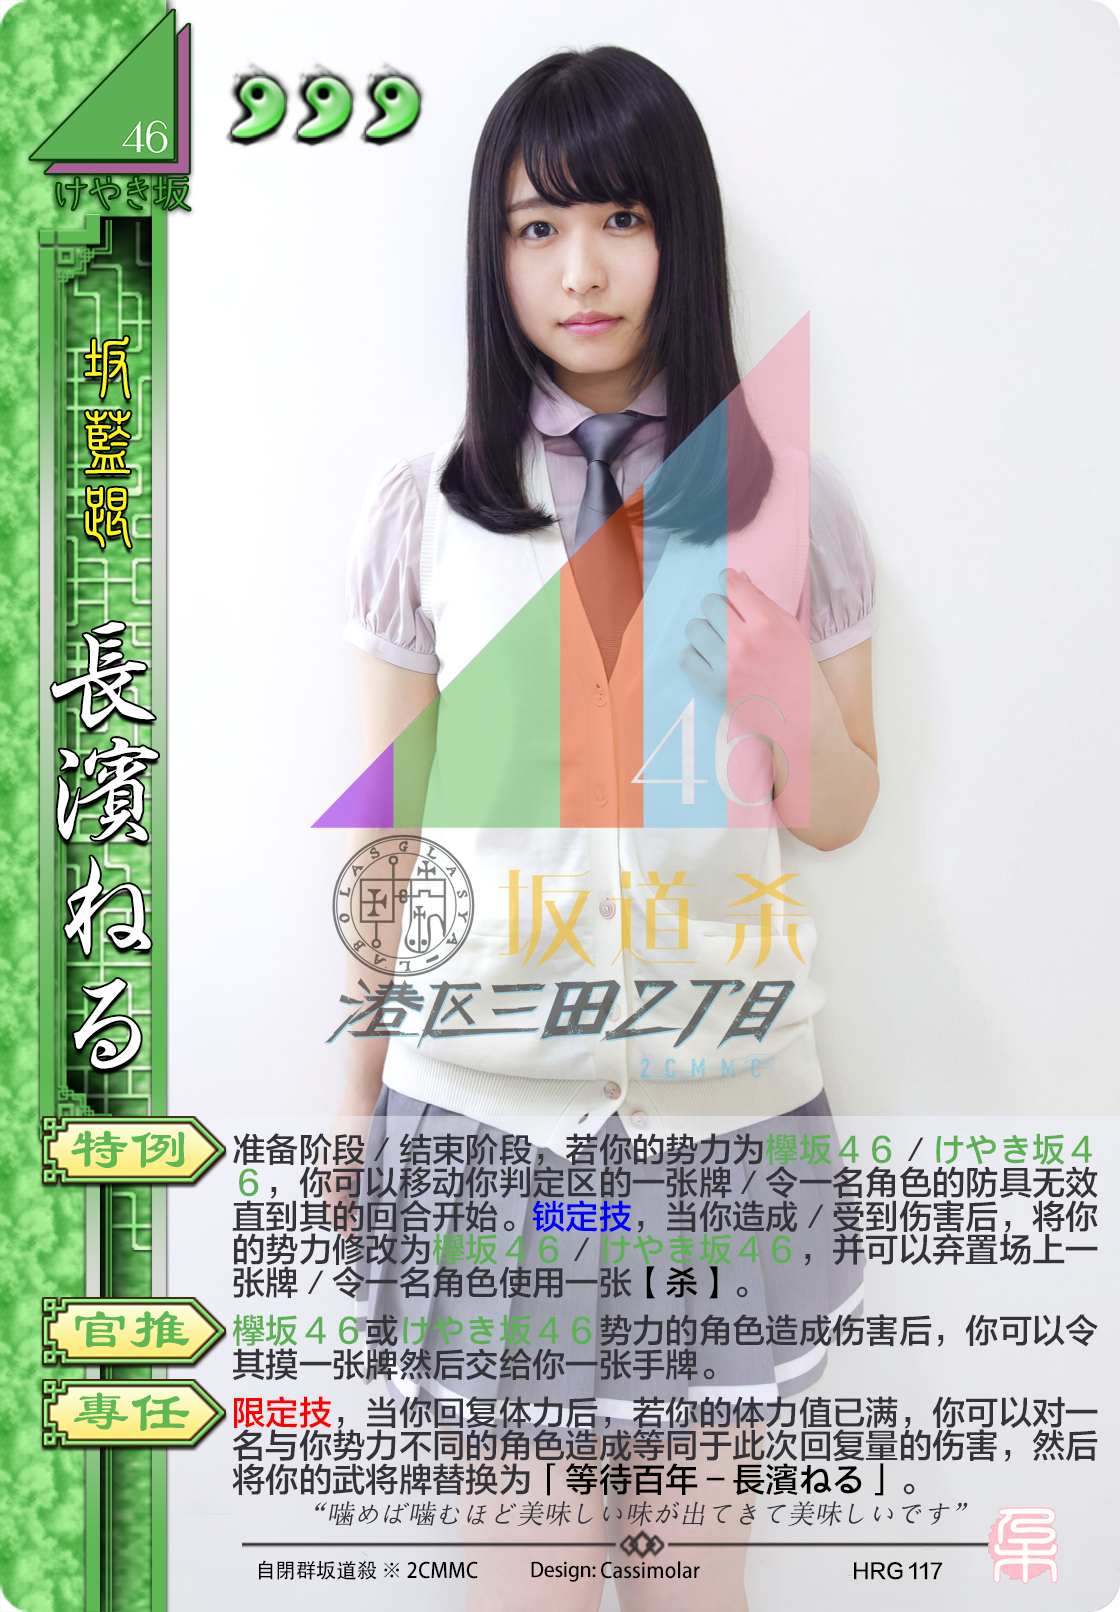 46
けやき坂
坂藍跟
長濱ねる
46
GLASYA-LABOLAS
坂道杀
港区三田2丁目
2CMMC
特例
准备阶段／结束阶段，若你的势力为欅坂４６／けやき坂４
６，你可以移动你判定区的一张牌／令一名角色的防具无效
直到其的回合开始。锁定技，当你造成／受到伤害后，将你
的势力修改为欅坂４６／けやき坂４６，并可以弃置场上一
张牌／令一名角色使用一张【杀】。
官推
欅坂４６或けやき坂４６势力的角色造成伤害后，你可以令
其摸一张牌然后交给你一张手牌。
專任
限定技，当你回复体力后，若你的体力值已满，你可以对一
名与你势力不同的角色造成等同于此次回复量的伤害，然后
将你的武将牌替换为「等待百年－長濱ねる」。
“噛めば噛むほど美味しい味が出てきて美味しいです”
自閉群坂道殺 ※ 2CMMC
Design: Cassimolar
HRG 117